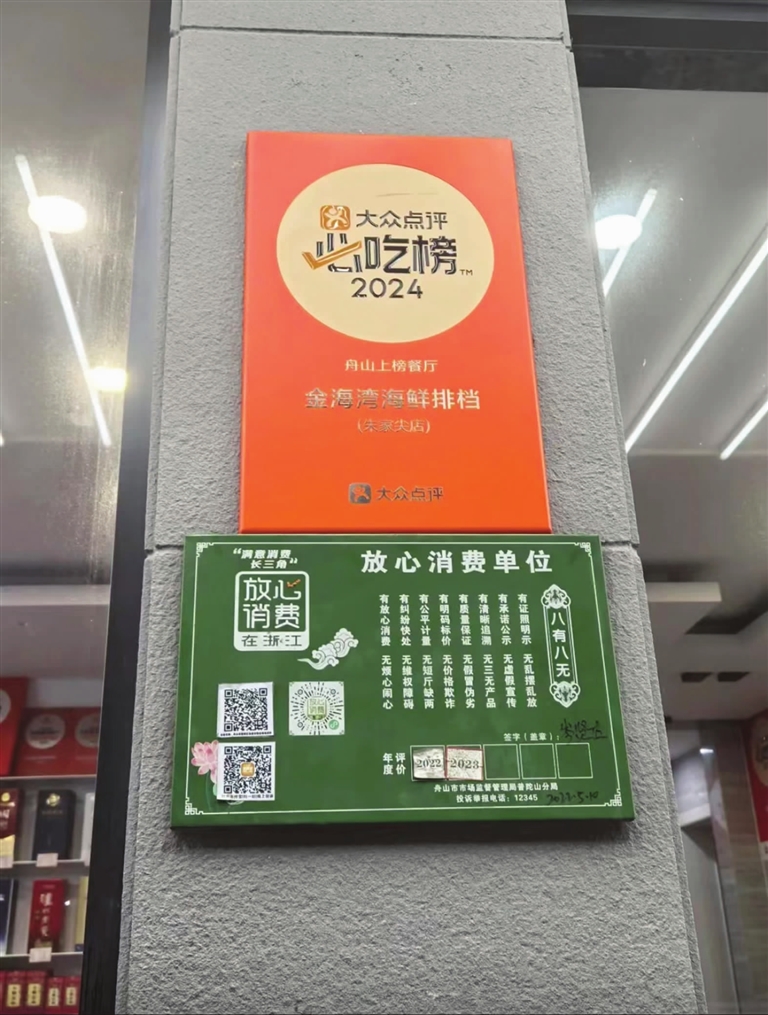 大众点评
必吃榜™
2024
舟山上榜餐厅
金海湾海鲜排档
(朱家尖店)
大众点评
“满意消费
长三角”
放心
消费
在浙江
放心消费单位
八有八无
有证照明示 无乱摆乱放
有承诺公示 无虚假宣传
有清晰追溯 无三无产品
有质量保证 无假冒伪劣
有明码标价 无价格欺诈
有公平计量 无短斤缺两
有纠纷快处 无维权障碍
有放心消费 无烦心闹心
签字(盖章):
年度
评价
2022
2023
舟山市市场监督管理局普陀山分局
投诉举报电话:12345